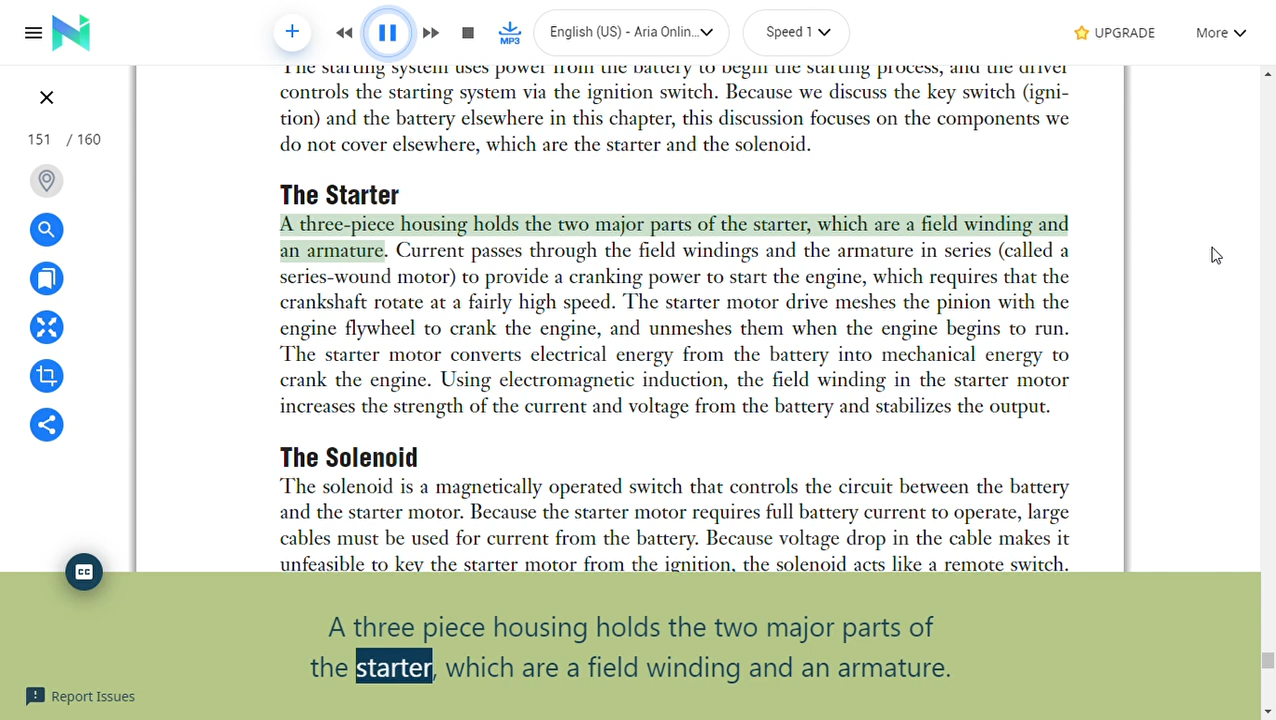 MP3
English (US) - Aria Onlin...
Speed 1
UPGRADE
More
151 / 160
The starting system uses power from the battery to begin the starting process, and the driver
controls the starting system via the ignition switch. Because we discuss the key switch (igni-
tion) and the battery elsewhere in this chapter, this discussion focuses on the components we
do not cover elsewhere, which are the starter and the solenoid.
The Starter
A three-piece housing holds the two major parts of the starter, which are a field winding and
an armature. Current passes through the field windings and the armature in series (called a
series-wound motor) to provide a cranking power to start the engine, which requires that the
crankshaft rotate at a fairly high speed. The starter motor drive meshes the pinion with the
engine flywheel to crank the engine, and unmeshes them when the engine begins to run.
The starter motor converts electrical energy from the battery into mechanical energy to
crank the engine. Using electromagnetic induction, the field winding in the starter motor
increases the strength of the current and voltage from the battery and stabilizes the output.
The Solenoid
The solenoid is a magnetically operated switch that controls the circuit between the battery
and the starter motor. Because the starter motor requires full battery current to operate, large
cables must be used for current from the battery. Because voltage drop in the cable makes it
unfeasible to key the starter motor from the ignition, the solenoid acts like a remote switch.
CC
A three piece housing holds the two major parts of
the starter, which are a field winding and an armature.
Report Issues